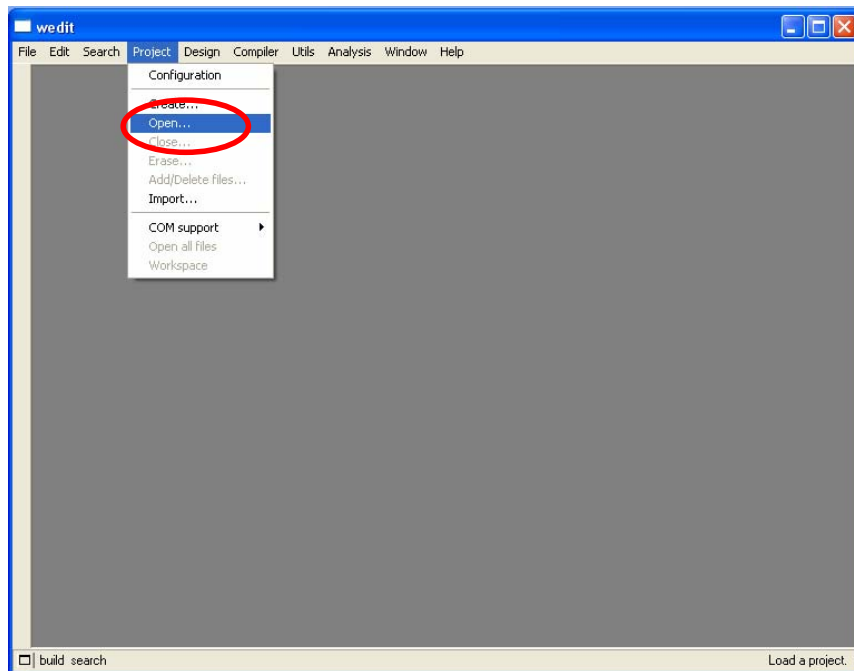 wedit
File Edit Search Project Design Compiler Utils Analysis Window Help
Configuration
Create...
Open...
Close...
Erase...
Add/Delete files...
Import...
COM support
Open all files
Workspace
build search
Load a project.